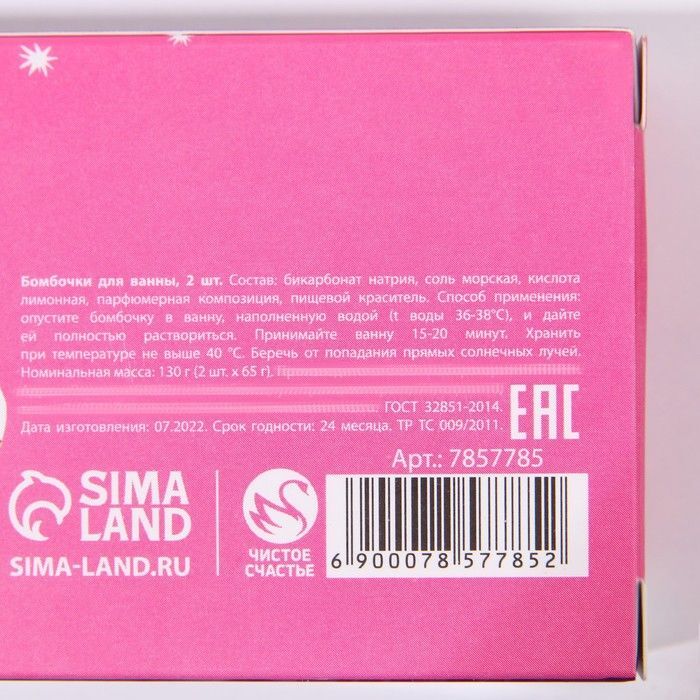 Бомбочки для ванны, 2 шт. Состав: бикарбонат натрия, соль морская, кислота
лимонная, парфюмерная композиция, пищевой краситель. Способ применения:
опустите бомбочку в ванну, наполненную водой (t воды 36-38°C), и дайте
ей полностью раствориться. Принимайте ванну 15-20 минут. Хранить
при температуре не выше 40 °C. Беречь от попадания прямых солнечных лучей.
Номинальная масса: 130 г (2 шт. х 65 г).
ГОСТ 32851-2014.
Дата изготовления: 07.2022. Срок годности: 24 месяца. ТР ТС 009/2011.
EAC
Арт.: 7857785
SIMA
LAND
SIMA-LAND.RU
ЧИСТОЕ
СЧАСТЬЕ
6 900078 577852